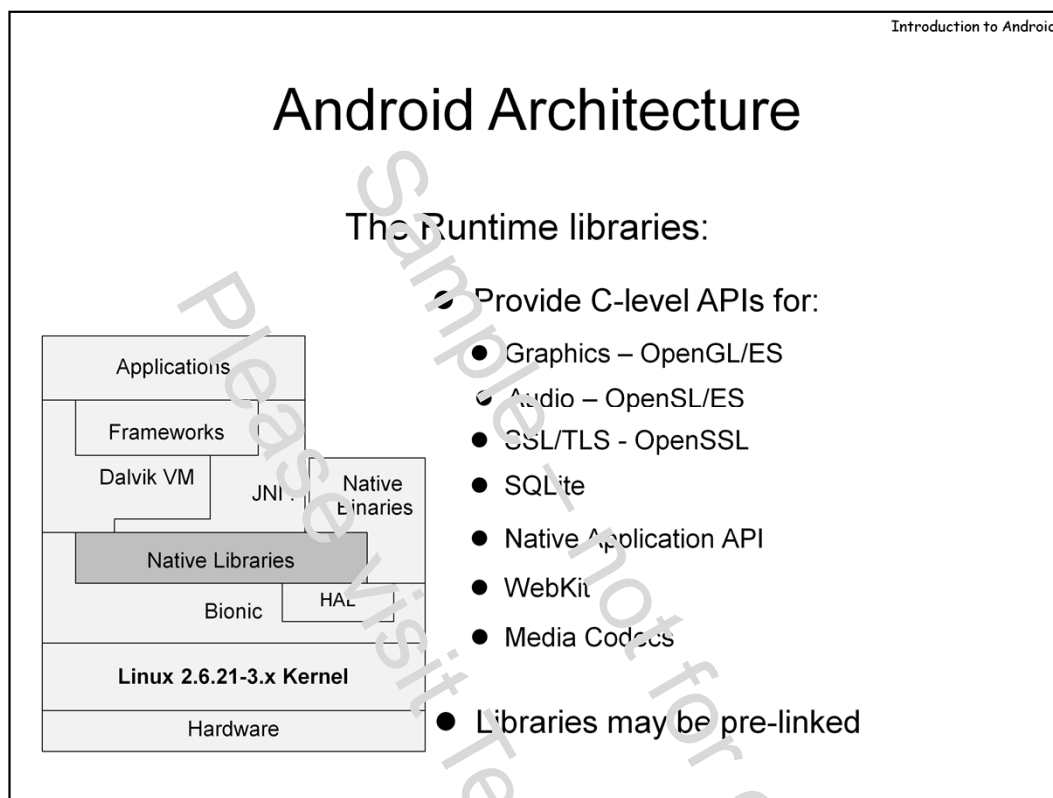 Introduction to Android
Android Architecture
The Runtime libraries:
● Provide C-level APIs for:
● Graphics – OpenGL/ES
● Audio – OpenSL/ES
● SSL/TLS - OpenSSL
● SQLite
● Native Application API
● WebKit
● Media Codecs
● Libraries may be pre-linked
Applications
Frameworks
Dalvik VM
JNI
Native
Binaries
Native Libraries
HAL
Bionic
Linux 2.6.21-3.x Kernel
Hardware
Sample – not for
Please visit